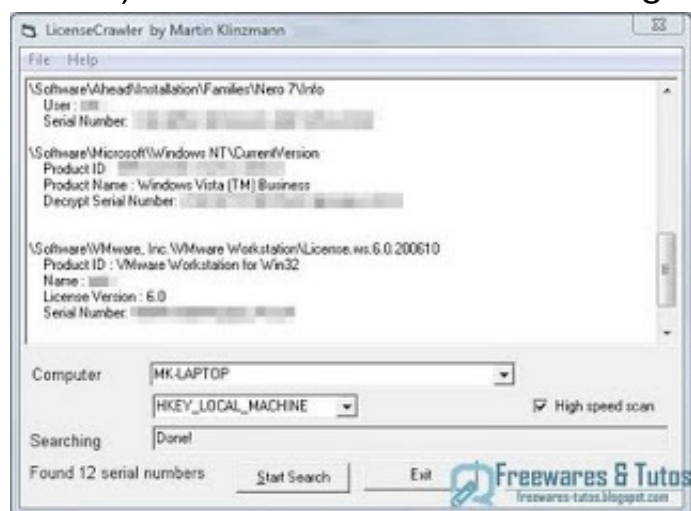 LicenseCrawler by Martin Klinzmann
File Help
\Software\Ahead\Installation\Families\Nero 7\Info
User :
Serial Number:
\Software\Microsoft\Windows NT\CurrentVersion
Product ID
Product Name : Windows Vista (TM) Business
Decrypt Serial Number:
\Software\VMware, Inc.\VMware Workstation\License.ws.6.0.200610
Product ID : VMware Workstation for Win32
Name :
License Version : 6.0
Serial Number:
Computer MK-LAPTOP
HKEY_LOCAL_MACHINE High speed scan
Searching Done!
Found 12 serial numbers Start Search Exit
Freewares & Tutos
freewares-tutos.blogspot.com